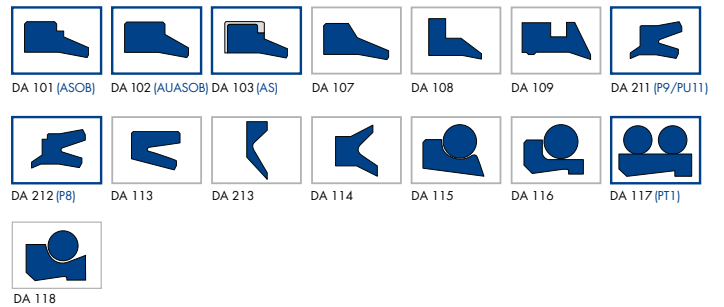 DA 101 (ASOB) DA 102 (AUASOB) DA 103 (AS) DA 107 DA 108 DA 109 DA 211 (P9/PU11)
DA 212 (P8) DA 113 DA 213 DA 114 DA 115 DA 116 DA 117 (PT1)
DA 118